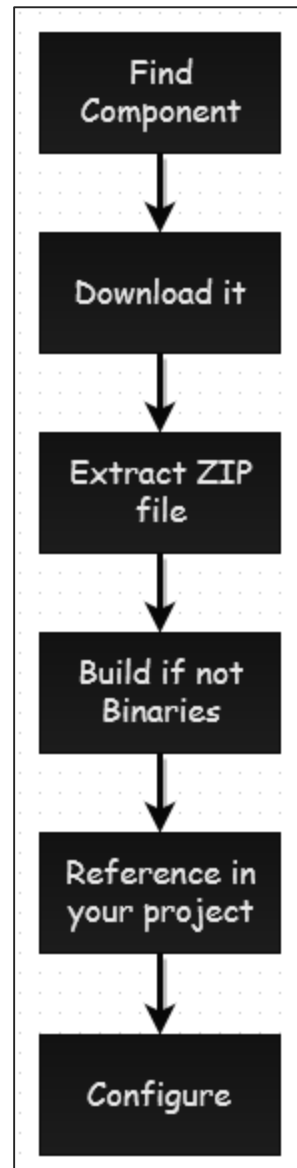 Find
Component
Download it
Extract ZIP
file
Build if not
Binaries
Reference in
your project
Configure